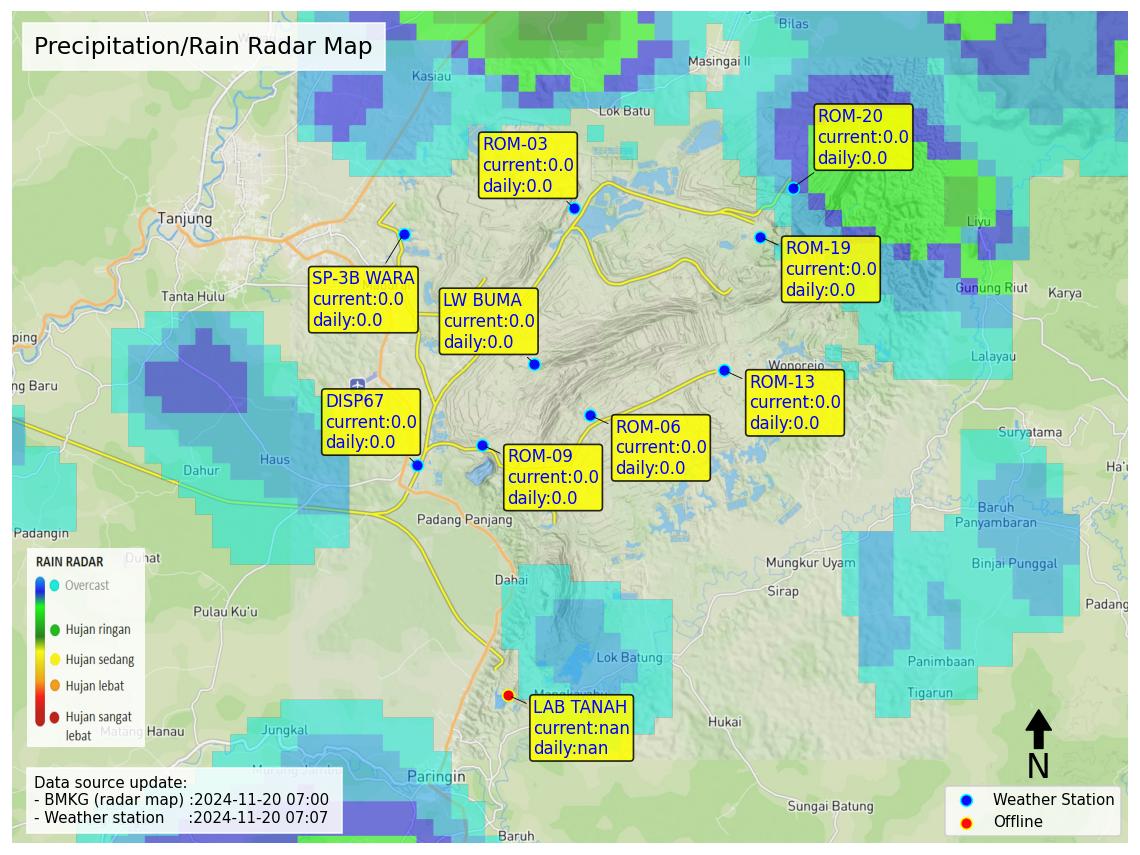 Precipitation/Rain Radar Map
Bilas
Masingai II
Kasiau
Lok Batu
ROM-20
current:0.0
daily:0.0
ROM-03
current:0.0
daily:0.0
Tanjung
Liyu
ROM-19
current:0.0
daily:0.0
SP-3B WARA
current:0.0
daily:0.0
Tanta Hulu
LW BUMA
current:0.0
daily:0.0
Gunung Riut
Karya
ping
Lalayau
Wonorejo
ng Baru
ROM-13
current:0.0
daily:0.0
DISP67
current:0.0
daily:0.0
ROM-06
current:0.0
daily:0.0
Suryatama
Haus
Dahur
ROM-09
current:0.0
daily:0.0
Ha'u
Baruh
Panyambaran
Padang Panjang
Padangin
Binjai Punggal
Mungkur Uyam
Dahai
Sirap
Padang
Pulau Ku'u
RAIN RADAR
Overcast
Hujan ringan
Hujan sedang
Hujan lebat
Hujan sangat
lebat
Lok Batung
Panimbaan
Tigarun
LAB TANAH
current:nan
daily:nan
Hukai
Jungkal
Paringin
Sungai Batung
Baruh
Data source update:
- BMKG (radar map) :2024-11-20 07:00
- Weather station :2024-11-20 07:07
N
Weather Station
Offline